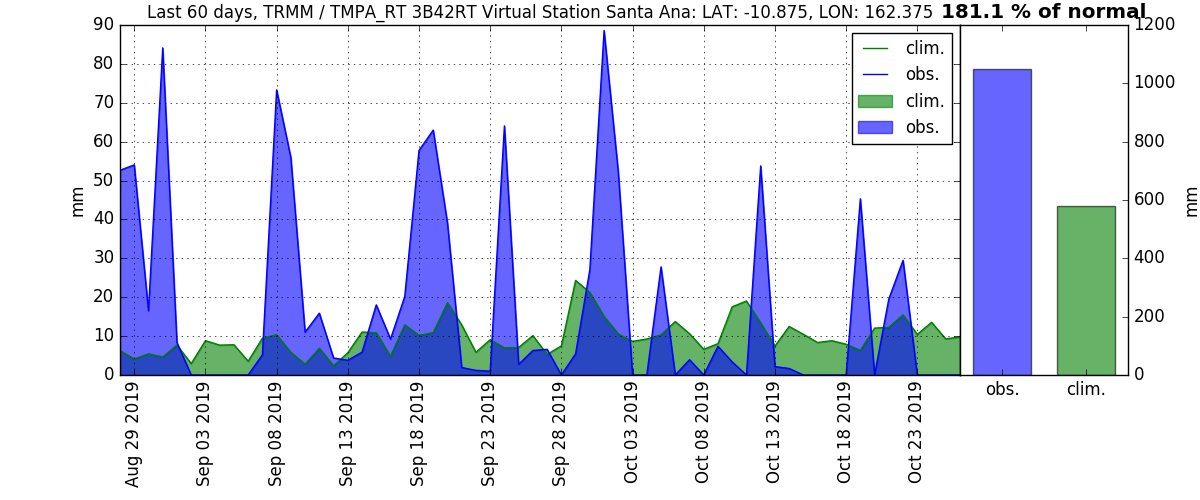 Last 60 days, TRMM / TMPA_RT 3B42RT Virtual Station Santa Ana: LAT: -10.875, LON: 162.375 181.1 % of normal
90
80
70
60
50
40
30
20
10
0
mm
clim.
obs.
clim.
obs.
1200
1000
800
600
400
200
0
mm
Aug 29 2019
Sep 03 2019
Sep 08 2019
Sep 13 2019
Sep 18 2019
Sep 23 2019
Sep 28 2019
Oct 03 2019
Oct 08 2019
Oct 13 2019
Oct 18 2019
Oct 23 2019
obs. clim.